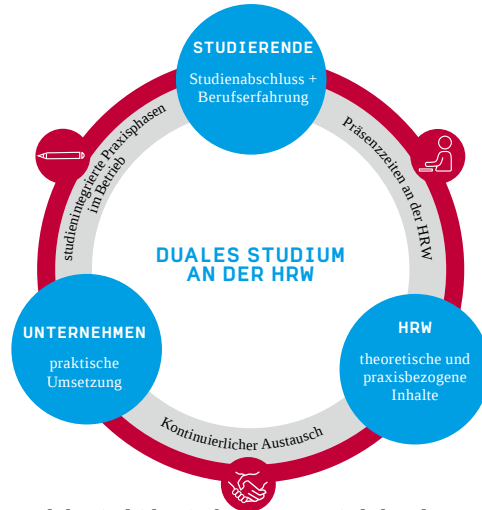 STUDIERENDE
Studienabschluss +
Berufserfahrung
studienintegrierte Praxisphasen
im Betrieb
Präsenzzeiten an der HRW
DUALES STUDIUM
AN DER HRW
UNTERNEHMEN
praktische
Umsetzung
HRW
theoretische und
praxisbezogene
Inhalte
Kontinuierlicher Austausch